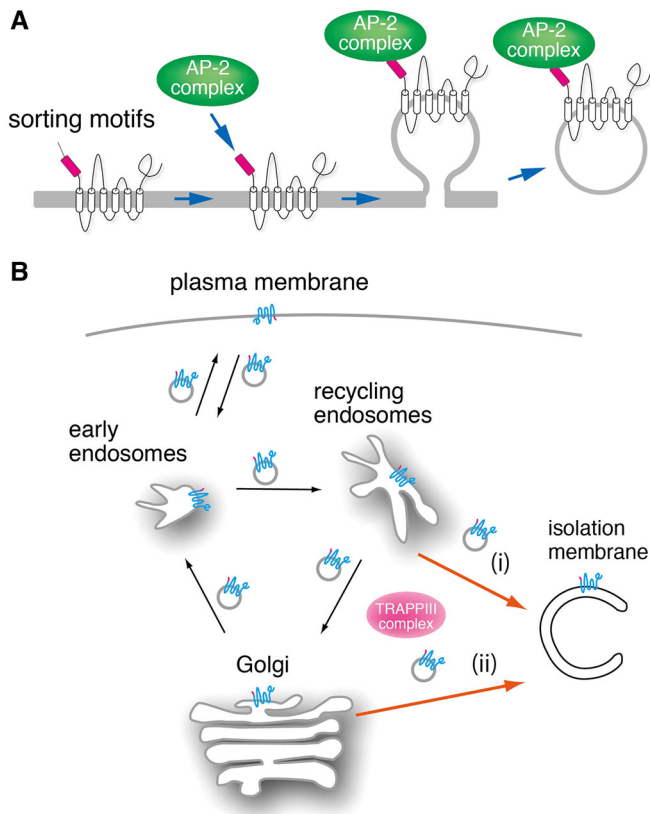 A
AP-2
complex
AP-2
complex
AP-2
complex
sorting motifs
B
plasma membrane
recycling
endosomes
early
endosomes
isolation
membrane
(i)
TRAPPIII
complex
Golgi
(ii)